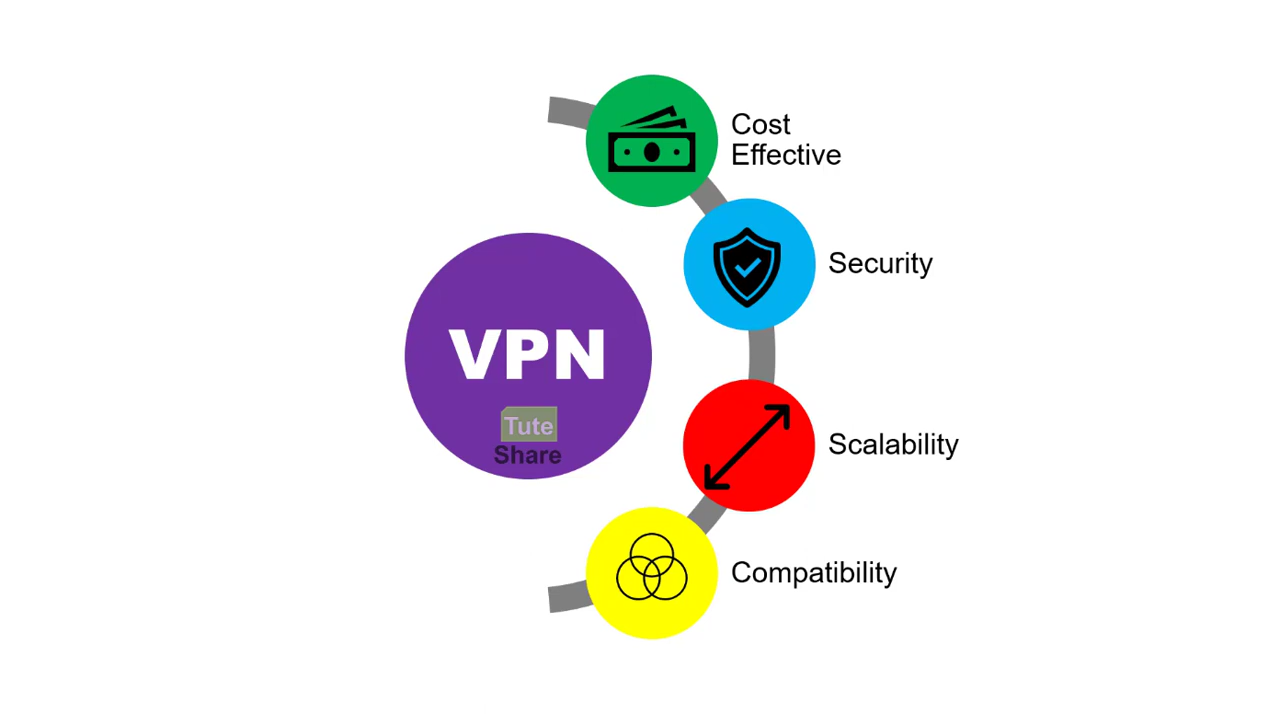 Cost
Effective
Security
VPN
Tute
Share
Scalability
Compatibility